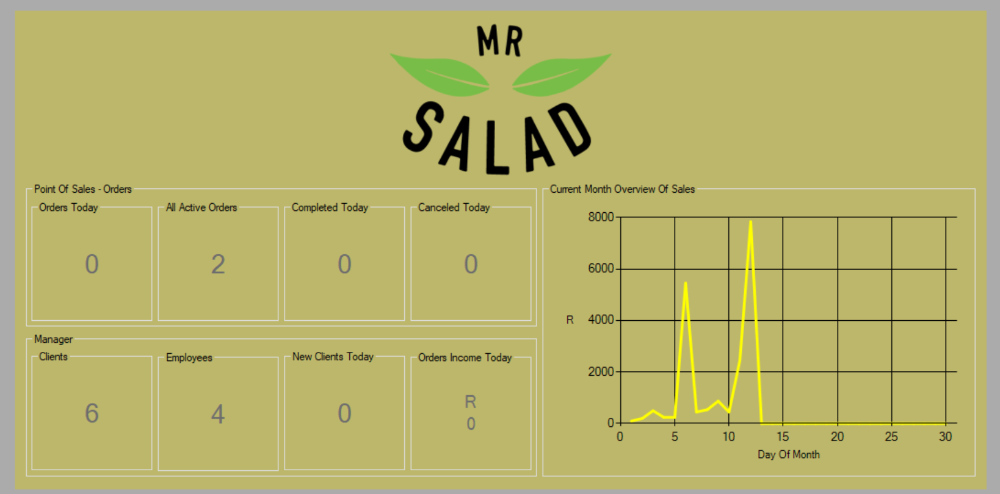 MR
SALAD
Point Of Sales - Orders
Orders Today
All Active Orders
Completed Today
Canceled Today
0
2
0
0
Manager
Clients
Employees
New Clients Today
Orders Income Today
6
4
0
R
0
Current Month Overview Of Sales
8000
6000
R
4000
2000
0
0 5 10 15 20 25 30
Day Of Month